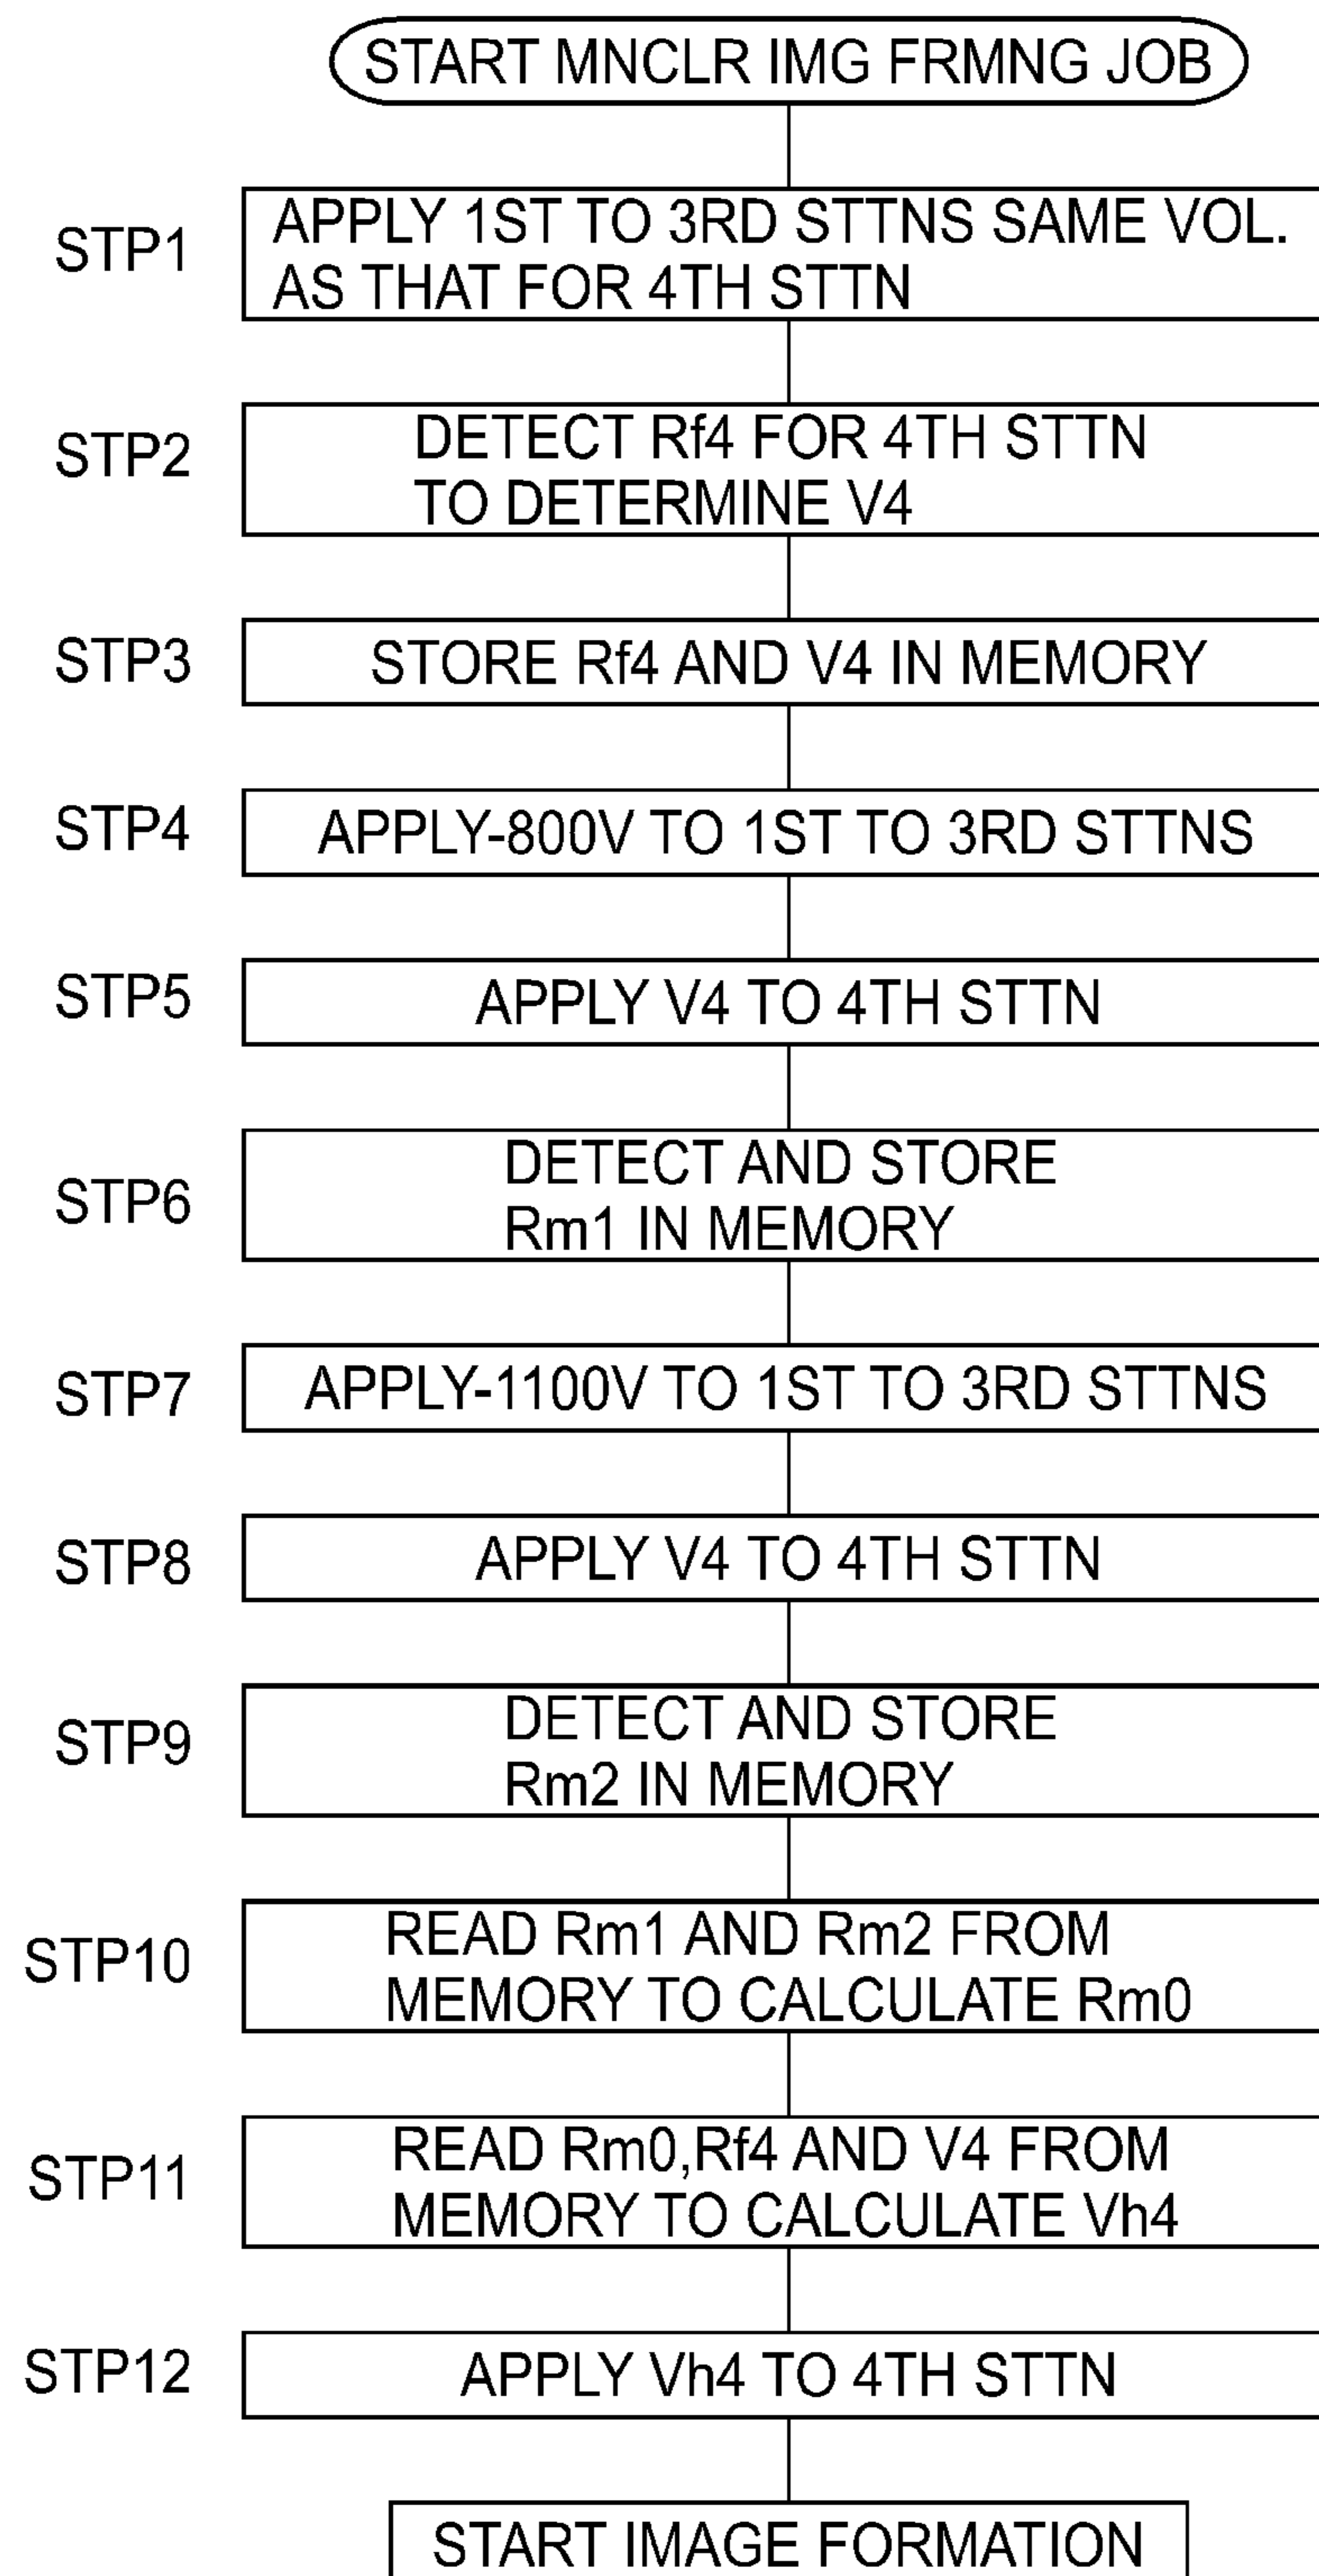 START MNCLR IMG FRMNG JOB
STP1
APPLY 1ST TO 3RD STTNS SAME VOL.
AS THAT FOR 4TH STTN
STP2
DETECT Rf4 FOR 4TH STTN
TO DETERMINE V4
STP3
STORE Rf4 AND V4 IN MEMORY
STP4
APPLY-800V TO 1ST TO 3RD STTNS
STP5
APPLY V4 TO 4TH STTN
STP6
DETECT AND STORE
Rm1 IN MEMORY
STP7
APPLY-1100V TO 1ST TO 3RD STTNS
STP8
APPLY V4 TO 4TH STTN
STP9
DETECT AND STORE
Rm2 IN MEMORY
STP10
READ Rm1 AND Rm2 FROM
MEMORY TO CALCULATE Rm0
STP11
READ Rm0,Rf4 AND V4 FROM
MEMORY TO CALCULATE Vh4
STP12
APPLY Vh4 TO 4TH STTN
START IMAGE FORMATION